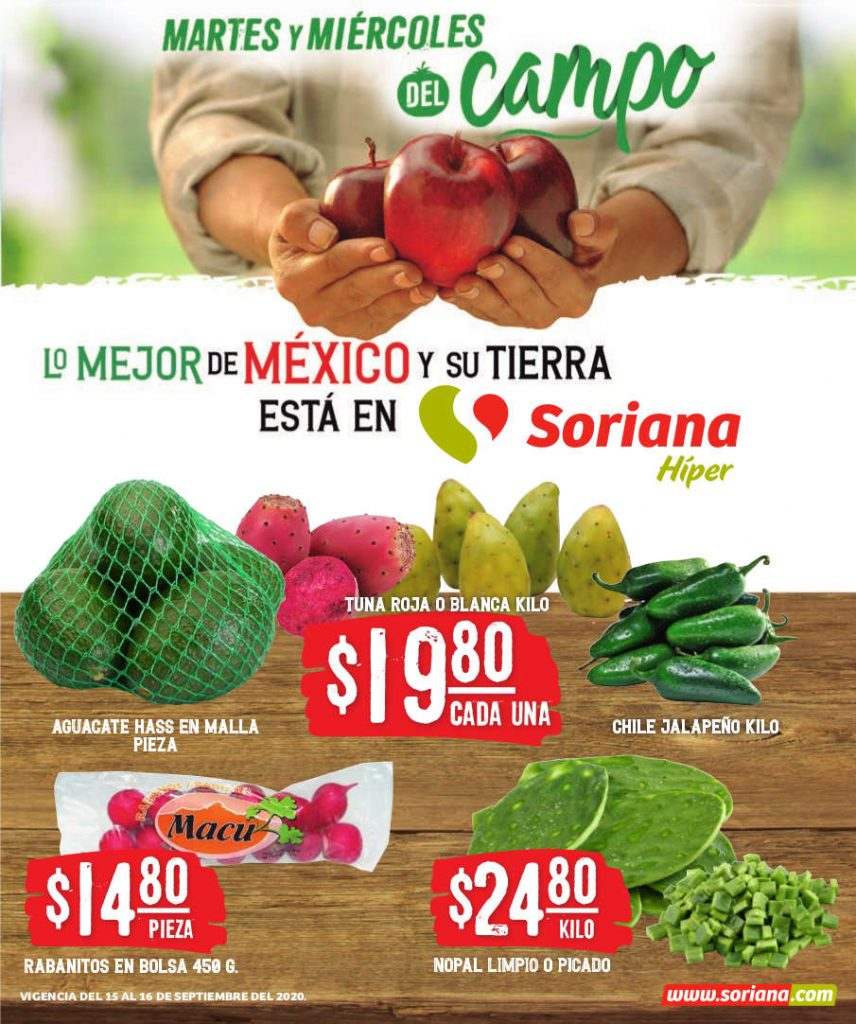 MARTES Y MIÉRCOLES
DEL campo
LO MEJOR DE MÉXICO Y SU TIERRA
ESTÁ EN Soriana
Híper
TUNA ROJA O BLANCA KILO
$19.80
CADA UNA
AGUACATE HASS EN MALLA
PIEZA
CHILE JALAPEÑO KILO
Macú
$14.80
PIEZA
RABANITOS EN BOLSA 450 G.
$24.80
KILO
NOPAL LIMPIO O PICADO
VIGENCIA DEL 15 AL 16 DE SEPTIEMBRE DEL 2020.
www.soriana.com